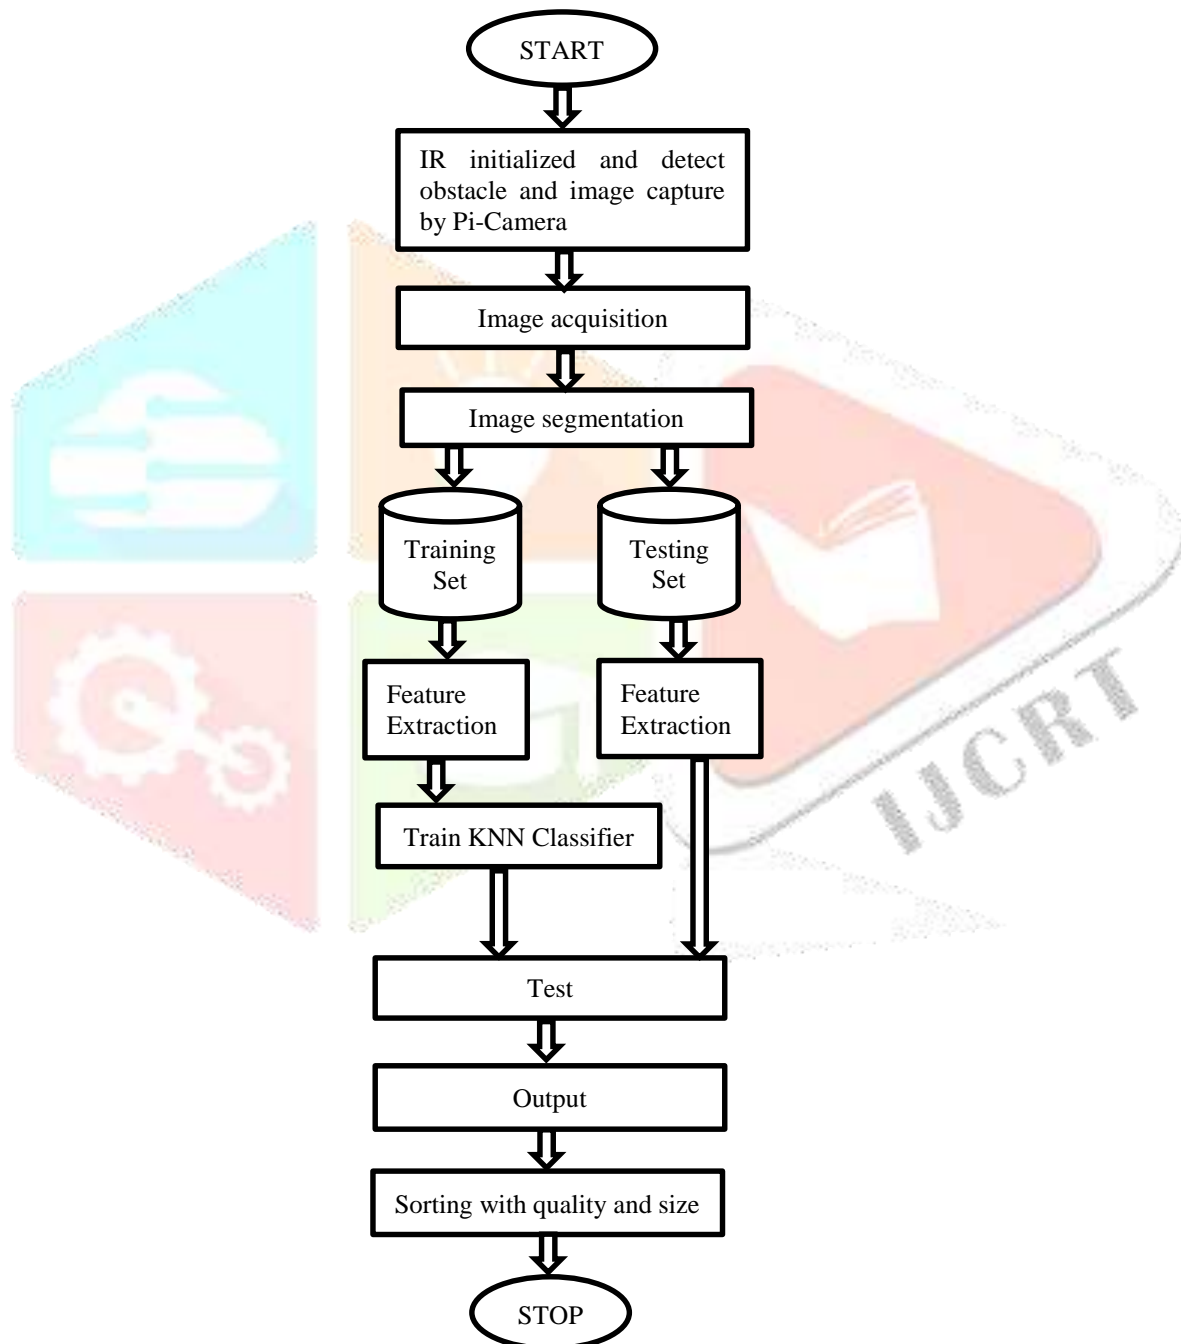 START
IR initialized and detect
obstacle and image capture
by Pi-Camera
Image acquisition
Image segmentation
Training
Set
Testing
Set
Feature
Extraction
Feature
Extraction
Train KNN Classifier
Test
Output
Sorting with quality and size
STOP
IJCRT